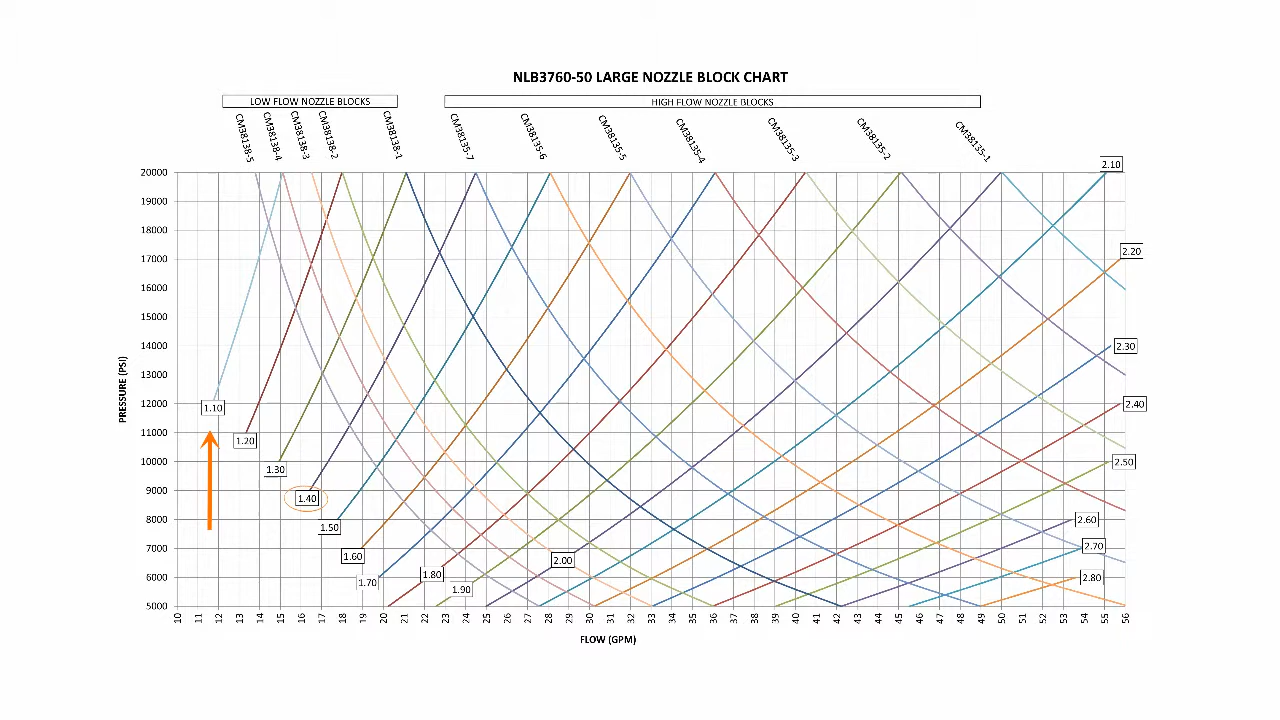 NLB3760-50 LARGE NOZZLE BLOCK CHART
LOW FLOW NOZZLE BLOCKS
HIGH FLOW NOZZLE BLOCKS
CM38138-5
CM38138-4
CM38138-3
CM38138-2
CM38138-1
CM38135-7
CM38135-6
CM38135-5
CM38135-4
CM38135-3
CM38135-2
CM38135-1
20000
19000
18000
17000
16000
15000
14000
13000
12000
11000
10000
9000
8000
7000
6000
5000
PRESSURE (PSI)
2.10
2.20
2.30
2.40
2.50
2.60
2.70
2.80
1.10
1.20
1.30
1.40
1.50
1.60
1.70
1.80
1.90
2.00
10 11 12 13 14 15 16 17 18 19 20 21 22 23 24 25 26 27 28 29 30 31 32 33 34 35 36 37 38 39 40 41 42 43 44 45 46 47 48 49 50 51 52 53 54 55 56
FLOW (GPM)